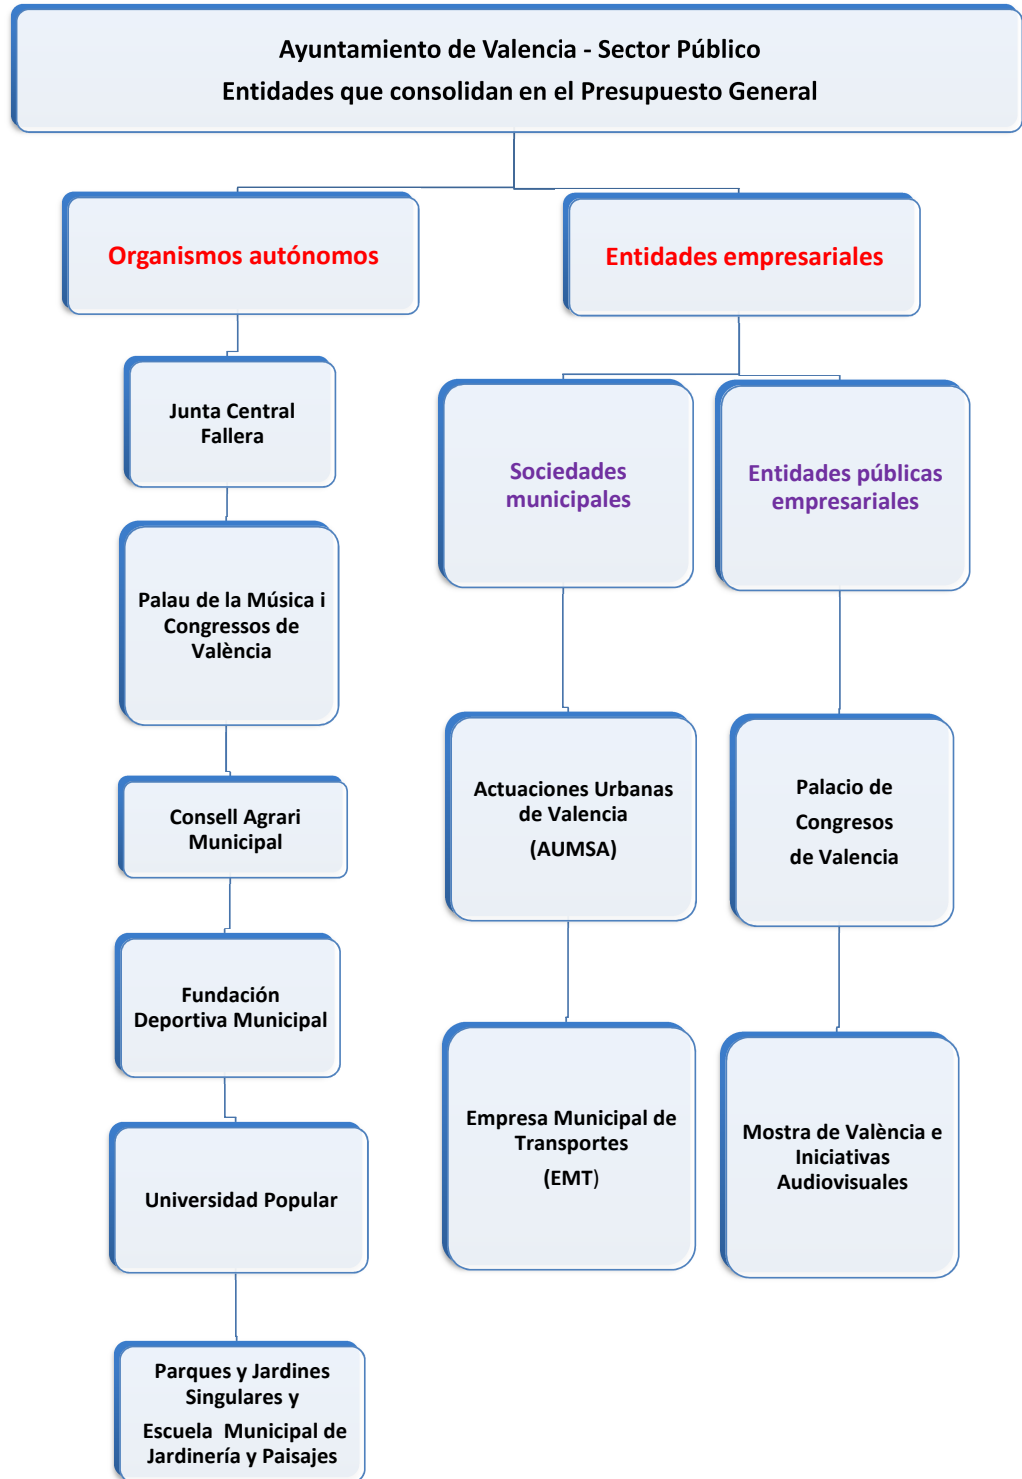 Ayuntamiento de Valencia - Sector Público
Entidades que consolidan en el Presupuesto General
Organismos autónomos
Junta Central
Fallera
Palau de la Música i
Congressos de
València
Consell Agrari
Municipal
Fundación
Deportiva Municipal
Universidad Popular
Parques y Jardines
Singulares y
Escuela Municipal de
Jardinería y Paisajes
Entidades empresariales
Sociedades
municipales
Actuaciones Urbanas
de Valencia
(AUMSA)
Empresa Municipal de
Transportes
(EMT)
Entidades públicas
empresariales
Palacio de
Congresos
de Valencia
Mostra de València e
Iniciativas
Audiovisuales